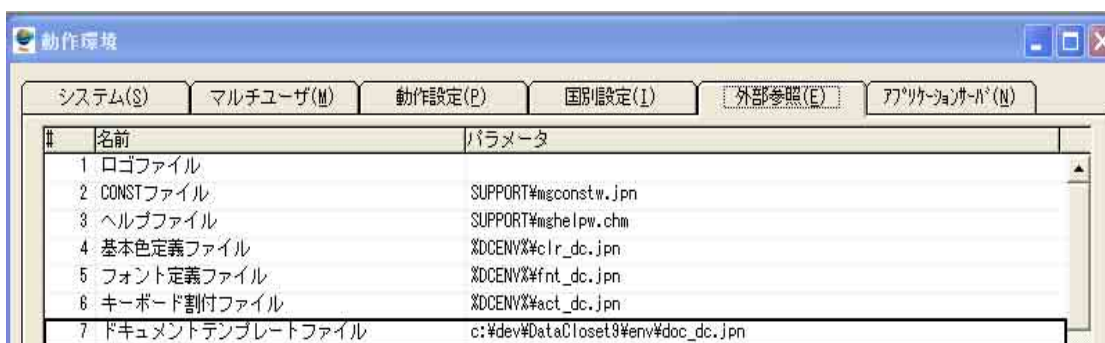 動作環境
システム(S) マルチユーザ(M) 動作設定(P) 国別設定(I) 外部参照(E) ｱﾌﾟﾘｹｰｼｮﾝｻｰﾊﾞ(N)
# 名前 パラメータ
1 ロゴファイル
2 CONSTファイル SUPPORT¥mgconstw.jpn
3 ヘルプファイル SUPPORT¥mghelpw.chm
4 基本色定義ファイル %DCENV%¥clr_dc.jpn
5 フォント定義ファイル %DCENV%¥fnt_dc.jpn
6 キーボード割付ファイル %DCENV%¥act_dc.jpn
7 ドキュメントテンプレートファイル c:¥dev¥DataCloset9¥env¥doc_dc.jpn